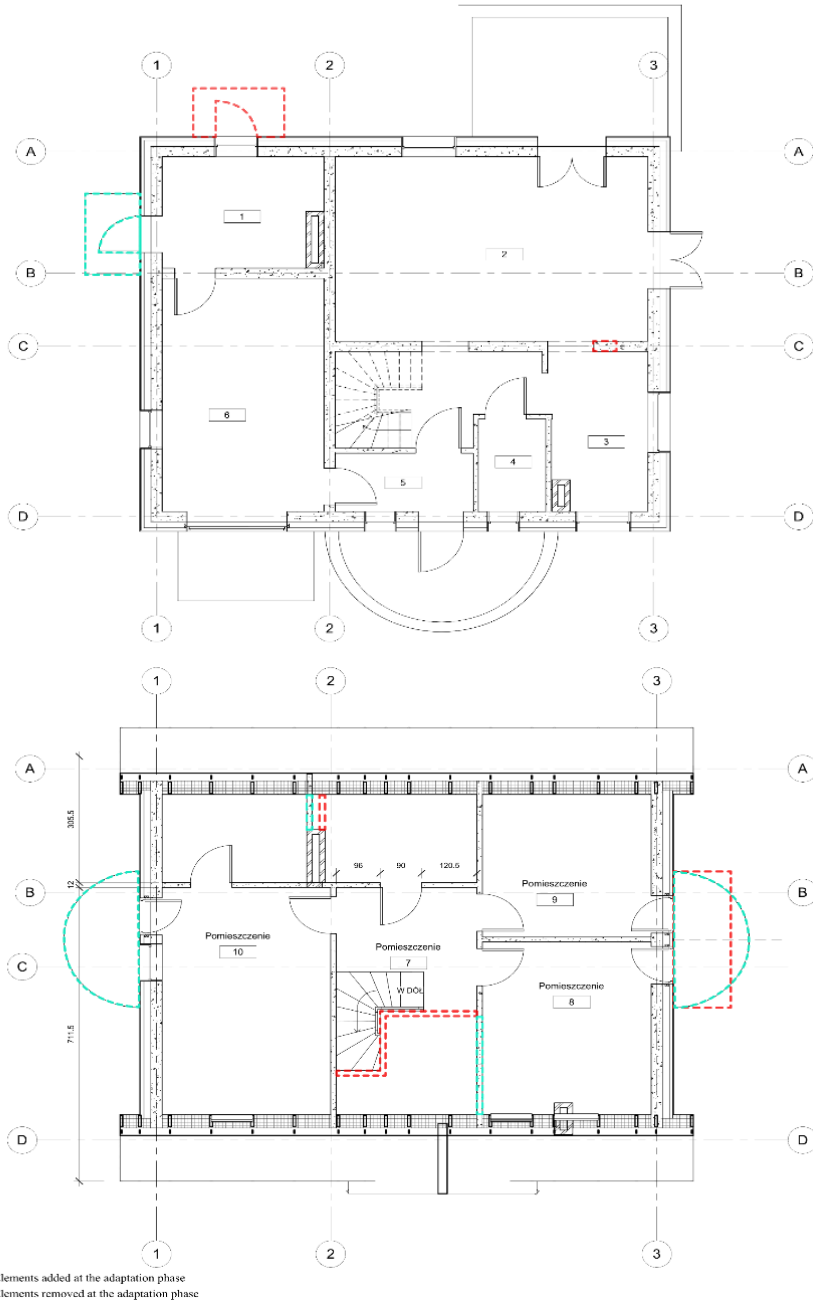 1 2 3
A A
1
2
B B
C C
6
3
4
5
D D
1 2 3
1 2 3
A A
305.5
96 90 120.5
12
B B
Pomieszczenie
9
Pomieszczenie
10
Pomieszczenie
7
C
W DÓŁ
Pomieszczenie
8
711.5
D D
1 2 3
lements added at the adaptation phase
lements removed at the adaptation phase